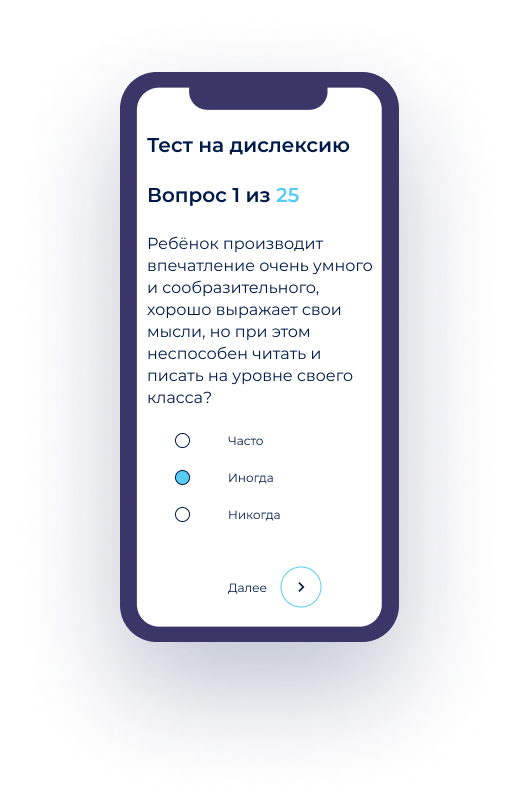 Тест на дислексию
Вопрос 1 из 25
Ребёнок производит
впечатление очень умного
и сообразительного,
хорошо выражает свои
мысли, но при этом
неспособен читать и
писать на уровне своего
класса?
Часто
Иногда
Никогда
Далее